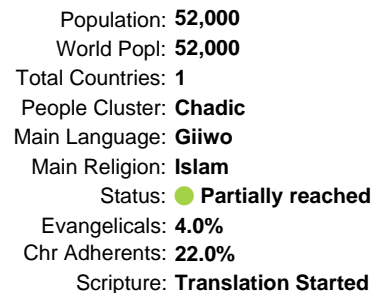 Population: 52,000
World Popl: 52,000
Total Countries: 1
People Cluster: Chadic
Main Language: Giiwo
Main Religion: Islam
Status: Partially reached
Evangelicals: 4.0%
Chr Adherents: 22.0%
Scripture: Translation Started